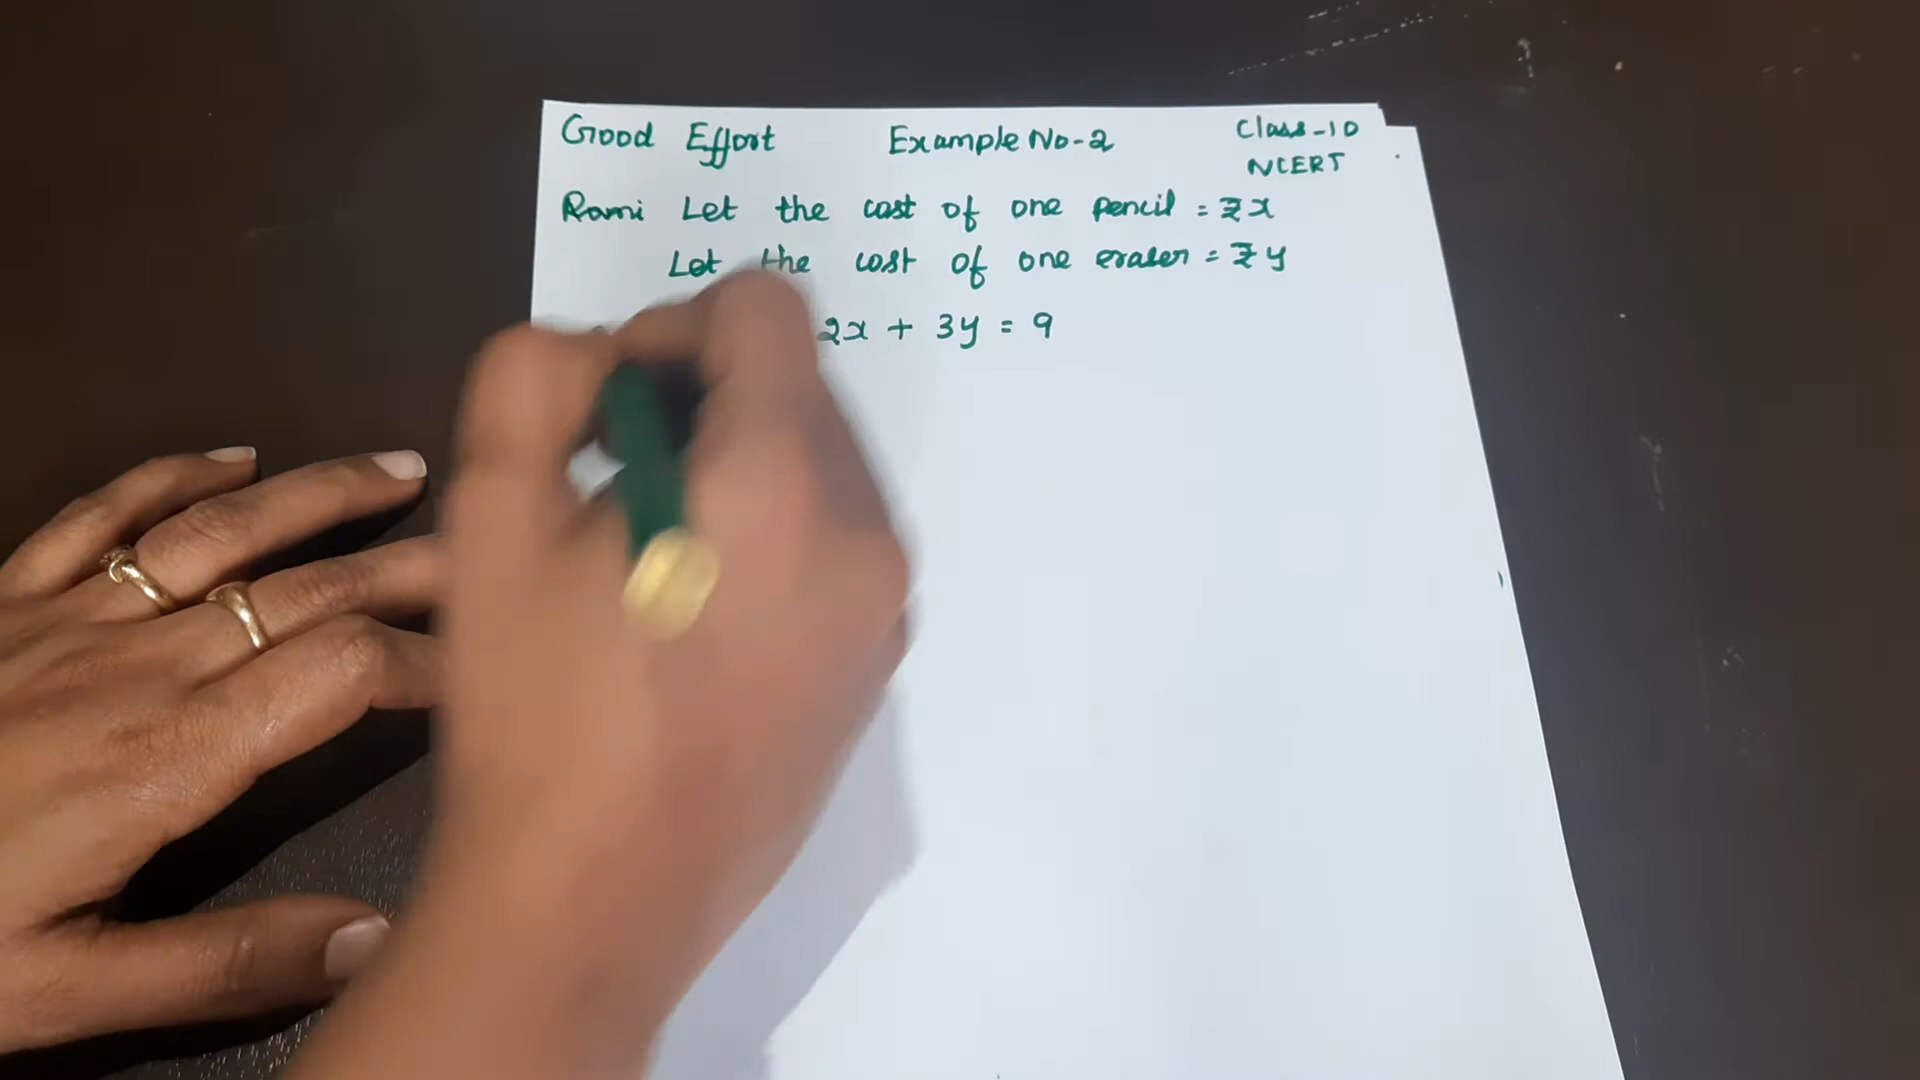 Good Effort Example No-2 Class-10
NCERT
Romi Let the cost of one pencil = ₹x
Let the cost of one eraser = ₹y
2x + 3y = 9